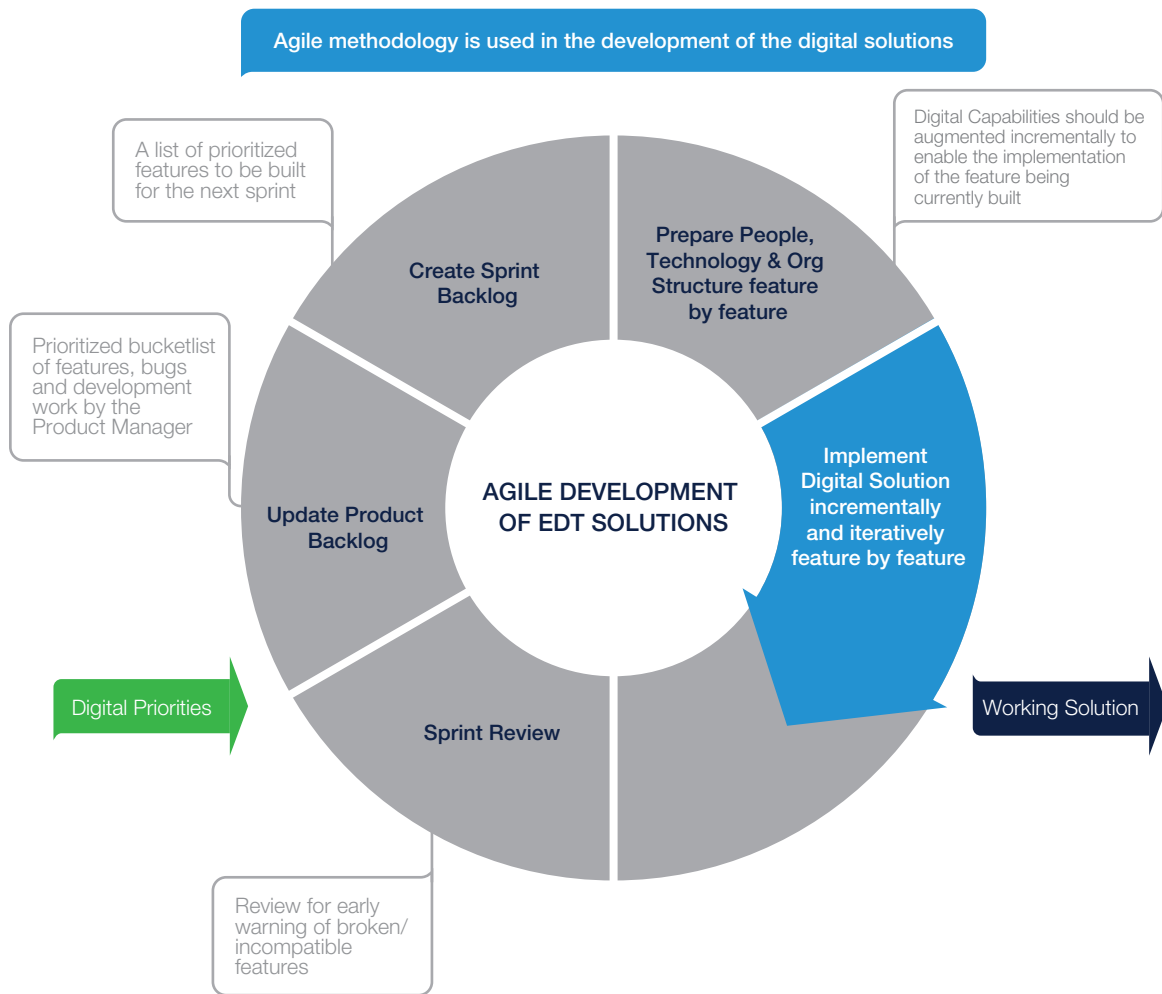 Agile methodology is used in the development of the digital solutions
A list of prioritized
features to be built
for the next sprint
Digital Capabilities should be
augmented incrementally to
enable the implementation
of the feature being
currently built
Create Sprint
Backlog
Prepare People,
Technology & Org
Structure feature
by feature
Prioritized bucketlist
of features, bugs
and development
work by the
Product Manager
Update Product
Backlog
AGILE DEVELOPMENT
OF EDT SOLUTIONS
Implement
Digital Solution
incrementally
and iteratively
feature by feature
Digital Priorities
Sprint Review
Working Solution
Review for early
warning of broken/
incompatible
features